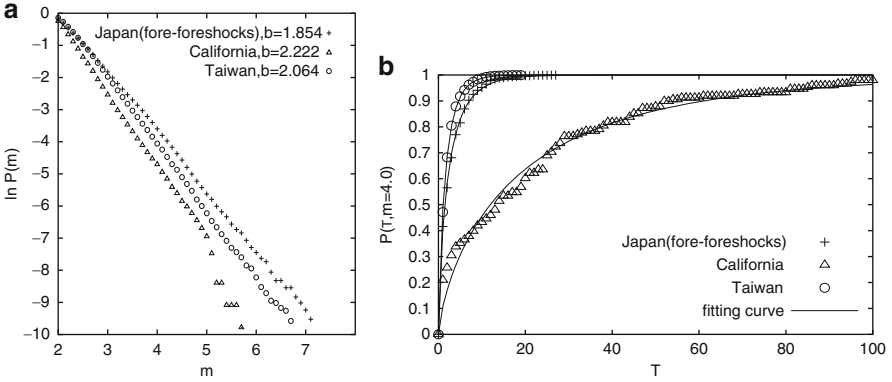 a
0
−1
−2
−3
−4
−5
−6
−7
−8
−9
−10
ln P(m)
Japan(fore-foreshocks),b=1.854 +
California,b=2.222 △
Taiwan,b=2.064 ○
2 3 4 5 6 7
m
b
1
0.9
0.8
0.7
0.6
0.5
0.4
0.3
0.2
0.1
0
P(τ,m=4.0)
Japan(fore-foreshocks) +
California △
Taiwan ○
fitting curve
0 20 40 60 80 100
T